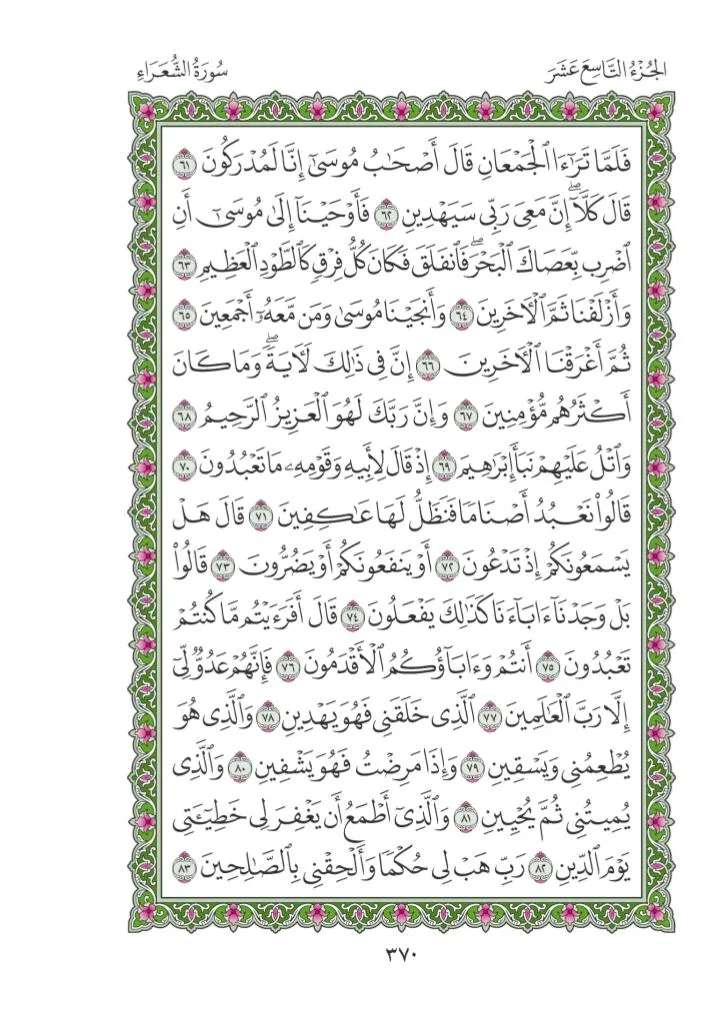 الجُزْءُ التَّاسِعَ عَشَرَ
سُورَةُ الشُّعَرَاءِ
فَلَمَّا تَرَٰٓءَا ٱلْجَمْعَانِ قَالَ أَصْحَٰبُ مُوسَىٰٓ إِنَّا لَمُدْرَكُونَ ٦١
قَالَ كَلَّآۖ إِنَّ مَعِىَ رَبِّى سَيَهْدِينِ ٦٢ فَأَوْحَيْنَآ إِلَىٰ مُوسَىٰٓ أَنِ
ٱضْرِب بِّعَصَاكَ ٱلْبَحْرَۖ فَٱنفَلَقَ فَكَانَ كُلُّ فِرْقٍ كَٱلطَّوْدِ ٱلْعَظِيمِ ٦٣
وَأَزْلَفْنَا ثَمَّ ٱلْأَخَرِينَ ٦٤ وَأَنجَيْنَا مُوسَىٰ وَمَن مَّعَهُۥٓ أَجْمَعِينَ ٦٥
ثُمَّ أَغْرَقْنَا ٱلْأَخَرِينَ ٦٦ إِنَّ فِى ذَٰلِكَ لَأٓيَةًۖ وَمَا كَانَ
أَكْثَرُهُم مُّؤْمِنِينَ ٦٧ وَإِنَّ رَبَّكَ لَهُوَ ٱلْعَزِيزُ ٱلرَّحِيمُ ٦٨
وَٱتْلُ عَلَيْهِمْ نَبَأَ إِبْرَٰهِيمَ ٦٩ إِذْ قَالَ لِأَبِيهِ وَقَوْمِهِۦ مَا تَعْبُدُونَ ٧٠
قَالُوا۟ نَعْبُدُ أَصْنَامًا فَنَظَلُّ لَهَا عَٰكِفِينَ ٧١ قَالَ هَلْ
يَسْمَعُونَكُمْ إِذْ تَدْعُونَ ٧٢ أَوْ يَنفَعُونَكُمْ أَوْ يَضُرُّونَ ٧٣ قَالُوا۟
بَلْ وَجَدْنَآ ءَابَآءَنَا كَذَٰلِكَ يَفْعَلُونَ ٧٤ قَالَ أَفَرَءَيْتُم مَّا كُنتُمْ
تَعْبُدُونَ ٧٥ أَنتُمْ وَءَابَآؤُكُمُ ٱلْأَقْدَمُونَ ٧٦ فَإِنَّهُمْ عَدُوٌّ لِّىٓ
إِلَّا رَبَّ ٱلْعَٰلَمِينَ ٧٧ ٱلَّذِى خَلَقَنِى فَهُوَ يَهْدِينِ ٧٨ وَٱلَّذِى هُوَ
يُطْعِمُنِى وَيَسْقِينِ ٧٩ وَإِذَا مَرِضْتُ فَهُوَ يَشْفِينِ ٨٠ وَٱلَّذِى
يُمِيتُنِى ثُمَّ يُحْيِينِ ٨١ وَٱلَّذِىٓ أَطْمَعُ أَن يَغْفِرَ لِى خَطِيٓـَٔتِى
يَوْمَ ٱلدِّينِ ٨٢ رَبِّ هَبْ لِى حُكْمًا وَأَلْحِقْنِى بِٱلصَّٰلِحِينَ ٨٣
٣٧٠